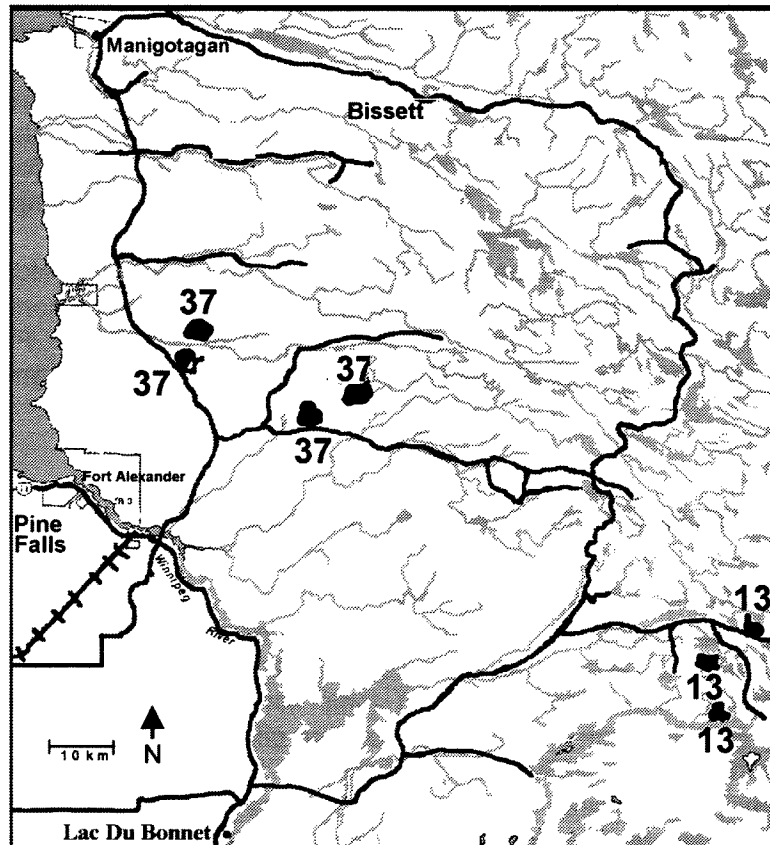 Manigotagan
Bissett
37
37
37
37
Fort Alexander
I.R. 3
Pine
Falls
Winnipeg
River
13
13
13
10 km
N
Lac Du Bonnet